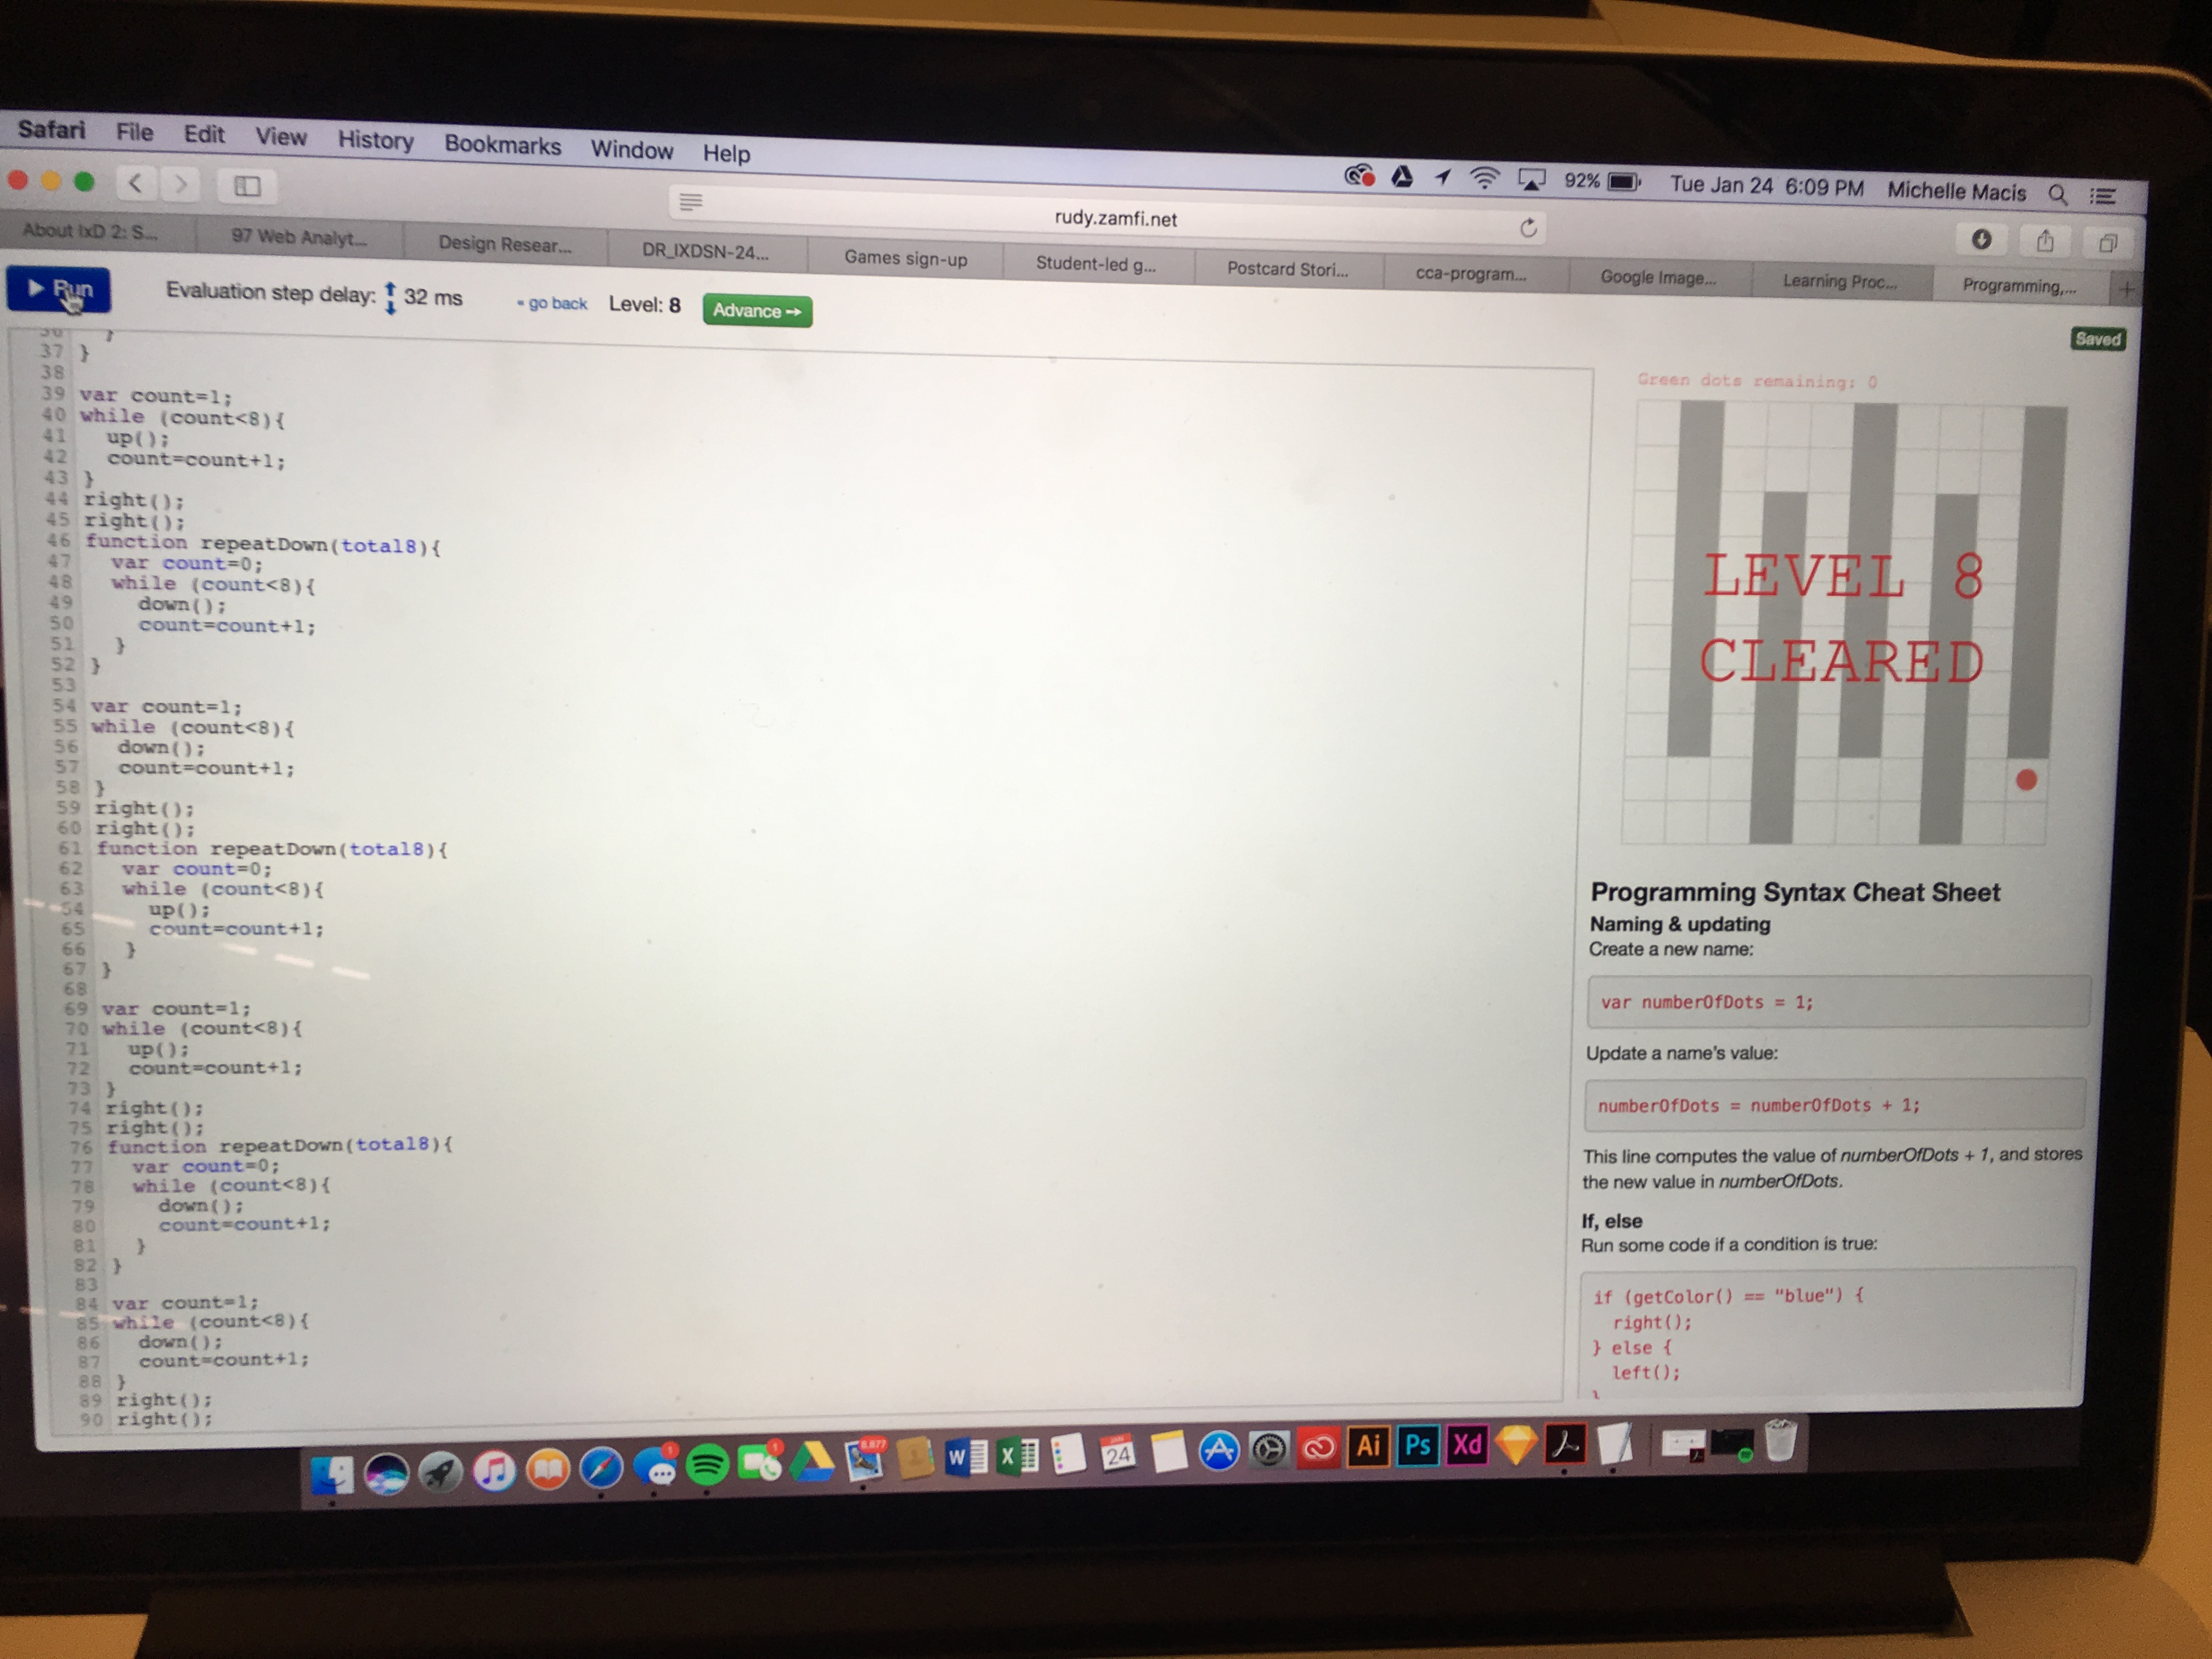 Safari File Edit View History Bookmarks Window Help
92% Tue Jan 24 6:09 PM Michelle Macis
rudy.zamfi.net
About IxD 2: S... 97 Web Analyt... Design Resear... DR_IXDSN-24... Games sign-up Student-led g... Postcard Stori... cca-program... Google Image... Learning Proc... Programming,...
Run Evaluation step delay: 32 ms « go back Level: 8 Advance
Saved
37 }
38
39 var count=1;
40 while (count<8){
41 up();
42 count=count+1;
43 }
44 right();
45 right();
46 function repeatDown(total8){
47 var count=0;
48 while (count<8){
49 down();
50 count=count+1;
51 }
52 }
53
54 var count=1;
55 while (count<8){
56 down();
57 count=count+1;
58 }
59 right();
60 right();
61 function repeatDown(total8){
62 var count=0;
63 while (count<8){
64 up();
65 count=count+1;
66 }
67 }
68
69 var count=1;
70 while (count<8){
71 up();
72 count=count+1;
73 }
74 right();
75 right();
76 function repeatDown(total8){
77 var count=0;
78 while (count<8){
79 down();
80 count=count+1;
81 }
82 }
83
84 var count=1;
85 while (count<8){
86 down();
87 count=count+1;
88 }
89 right();
90 right();
Green dots remaining: 0
LEVEL 8
CLEARED
Programming Syntax Cheat Sheet
Naming & updating
Create a new name:
var numberOfDots = 1;
Update a name's value:
numberOfDots = numberOfDots + 1;
This line computes the value of numberOfDots + 1, and stores
the new value in numberOfDots.
If, else
Run some code if a condition is true:
if (getColor() == "blue") {
right();
} else {
left();
8,877
W X
JAN
24
Ai Ps Xd